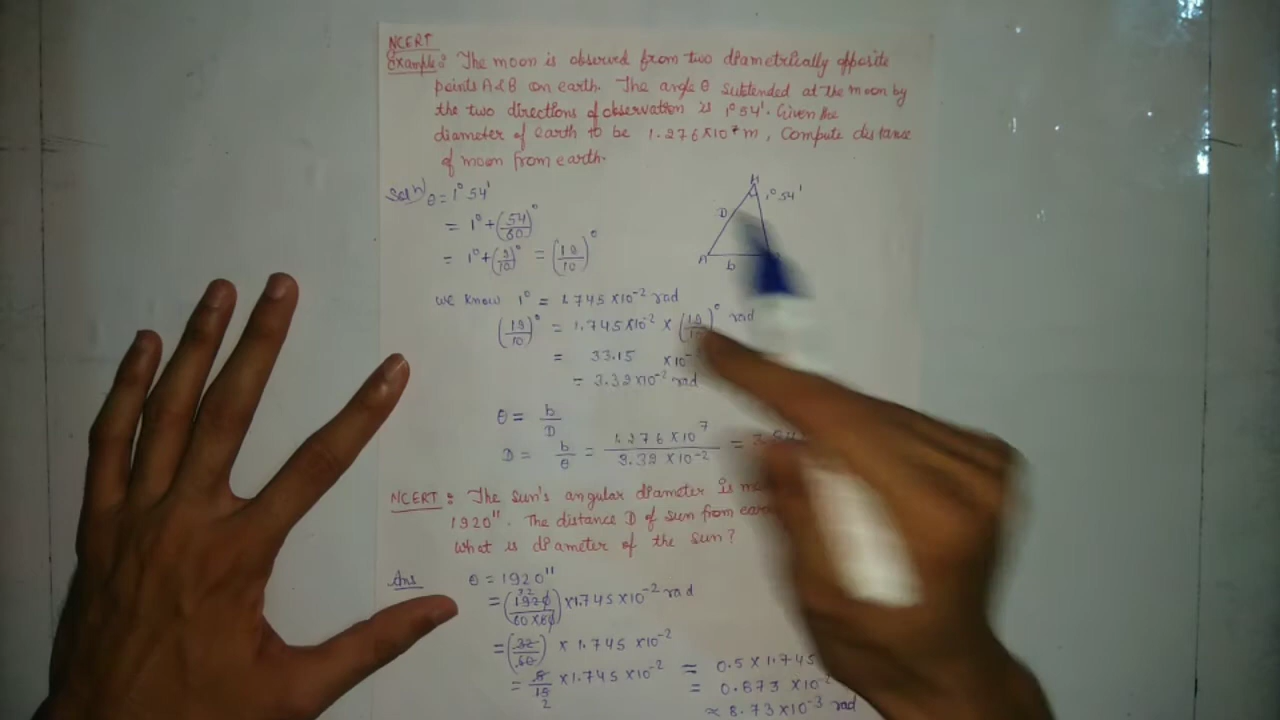 NCERT
Example: The moon is observed from two diametrically opposite
points A & B on earth. The angle θ subtended at the moon by
the two directions of observation is 1° 54'. Given the
diameter of earth to be 1.276×10⁷ m, Compute distance
of moon from earth.
Solⁿ) θ = 1° 54'
= 1° + (54/60)°
= 1° + (9/10)° = (19/10)°
M
1° 54'
D
A
b
we know 1° = 1.745×10⁻² rad
(19/10)° = 1.745×10⁻² × (19/10)° rad
= 33.15 ×10⁻
= 3.32×10⁻² rad
θ = b/D
D = b/θ = 1.276×10⁷/3.32×10⁻² = 3.84
NCERT: The sun's angular diameter is
1920". The distance D of sun from
What is diameter of the sun?
Ans θ = 1920"
= (1920/60×60) ×1.745×10⁻² rad
= (32/60) × 1.745 ×10⁻²
= 8/15 ×1.745×10⁻² = 0.5×1.745
2
= 0.873 ×10⁻²
≈ 8.73×10⁻³ rad